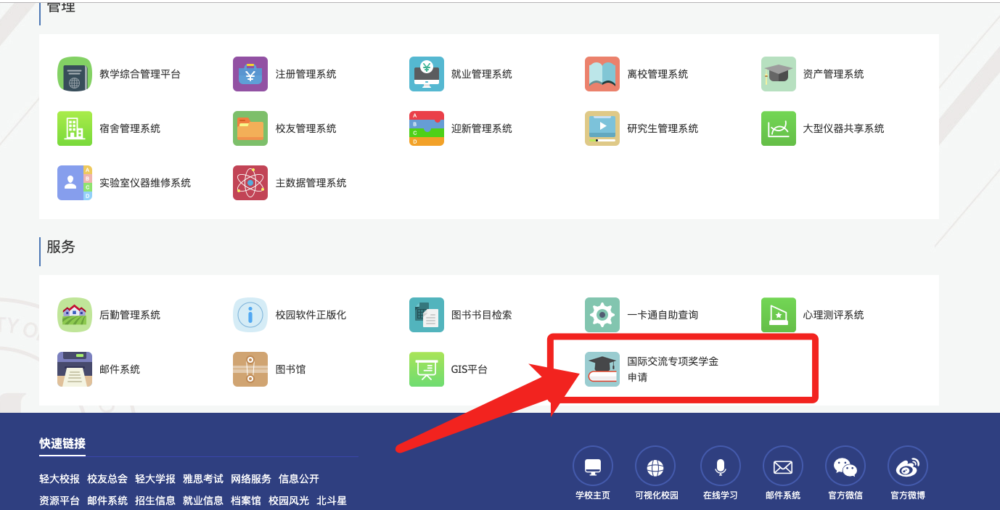 管理
教学综合管理平台
注册管理系统
就业管理系统
离校管理系统
资产管理系统
宿舍管理系统
校友管理系统
A
B
C
D
迎新管理系统
研究生管理系统
大型仪器共享系统
A
B
C
D
实验室仪器维修系统
主数据管理系统
服务
后勤管理系统
校园软件正版化
图书书目检索
一卡通自助查询
心理测评系统
邮件系统
图书馆
GIS平台
国际交流专项奖学金
申请
快速链接
轻大校报 校友总会 轻大学报 雅思考试 网络服务 信息公开
资源平台 邮件系统 招生信息 就业信息 档案馆 校园风光 北斗星
学校主页
可视化校园
在线学习
邮件系统
官方微信
官方微博